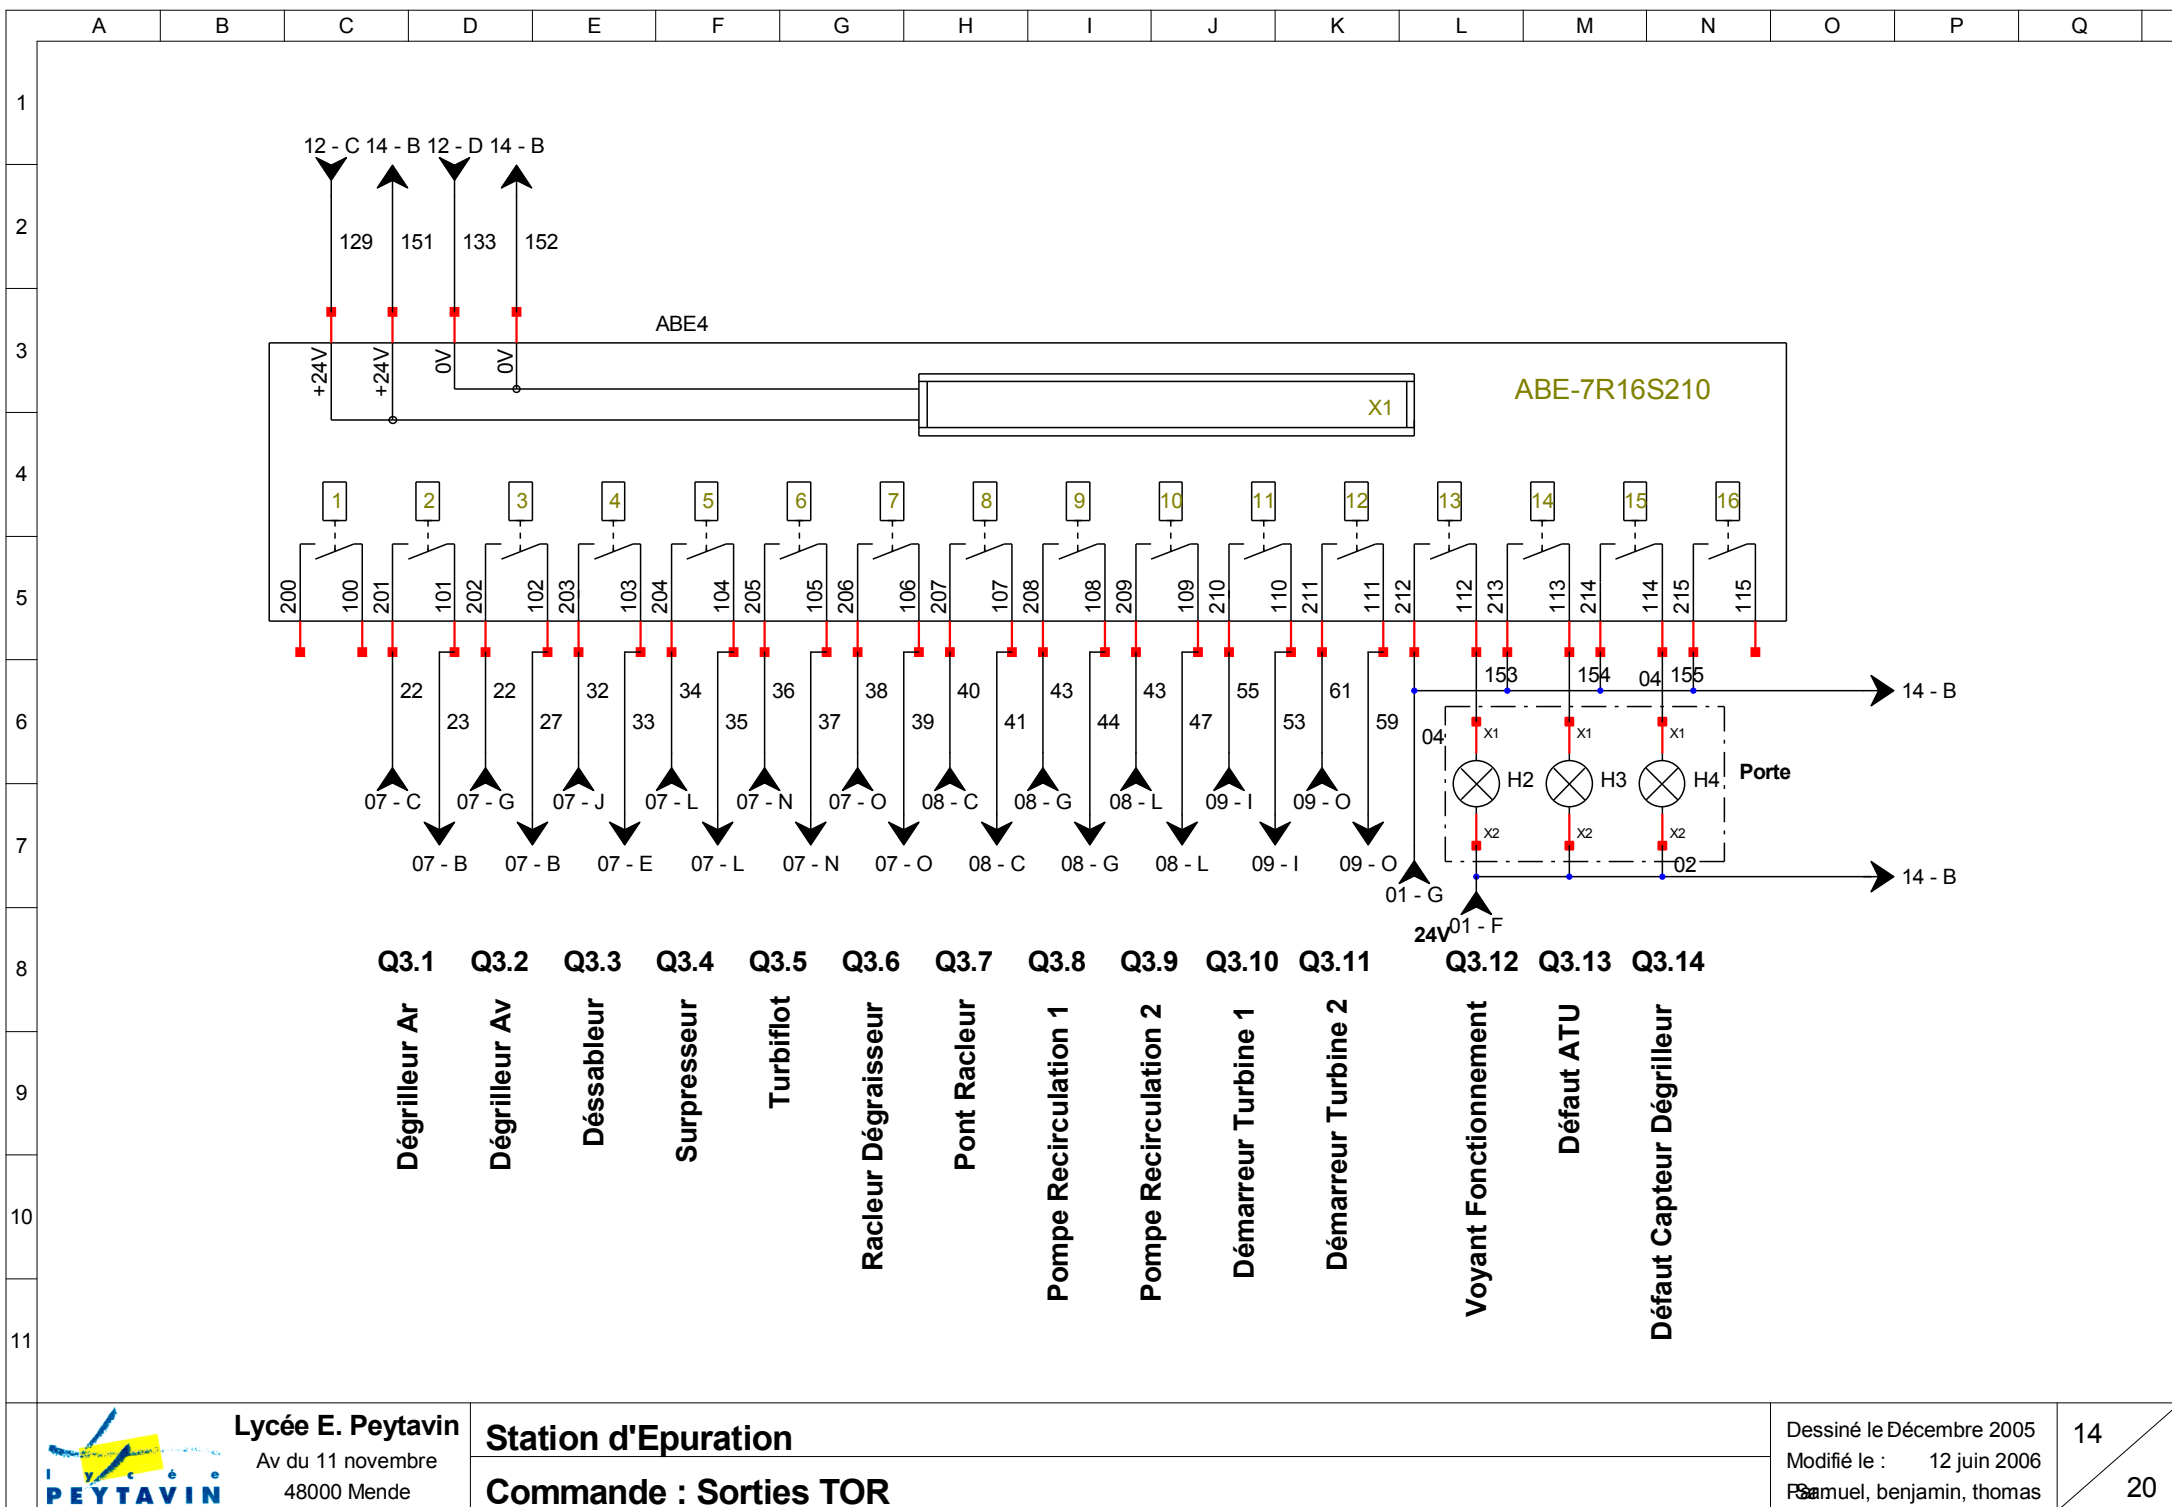 A B C D E F G H I J K L M N O P Q
1
12 - C 14 - B 12 - D 14 - B
2
129 151 133 152
ABE4
3
+24V +24V 0V 0V
ABE-7R16S210
X1
4
1 2 3 4 5 6 7 8 9 10 11 12 13 14 15 16
5
200 100 201 101 202 102 203 103 204 104 205 105 206 106 207 107 208 108 209 109 210 110 211 111 212 112 213 113 214 114 215 115
22 22 32 34 36 38 40 43 43 55 61 153 154 04 155
14 - B
6
23 27 33 35 37 39 41 44 47 53 59 04
X1 X1 X1
Porte
H2 H3 H4
07 - C 07 - G 07 - J 07 - L 07 - N 07 - O 08 - C 08 - G 08 - L 09 - I 09 - O
X2 X2 X2
7
07 - B 07 - B 07 - E 07 - L 07 - N 07 - O 08 - C 08 - G 08 - L 09 - I 09 - O
02
14 - B
01 - G
24V 01 - F
8
Q3.1 Q3.2 Q3.3 Q3.4 Q3.5 Q3.6 Q3.7 Q3.8 Q3.9 Q3.10 Q3.11 Q3.12 Q3.13 Q3.14
Dégrilleur Ar
Dégrilleur Av
Déssableur
Surpresseur
Turbiflot
Racleur Dégraisseur
Pont Racleur
Pompe Recirculation 1
Pompe Recirculation 2
Démarreur Turbine 1
Démarreur Turbine 2
Voyant Fonctionnement
Défaut ATU
Défaut Capteur Dégrilleur
9
10
11
lycée
PEYTAVIN
Lycée E. Peytavin
Av du 11 novembre
48000 Mende
Station d'Epuration
Commande : Sorties TOR
Dessiné le Décembre 2005
Modifié le : 12 juin 2006
Par Samuel, benjamin, thomas
14
20